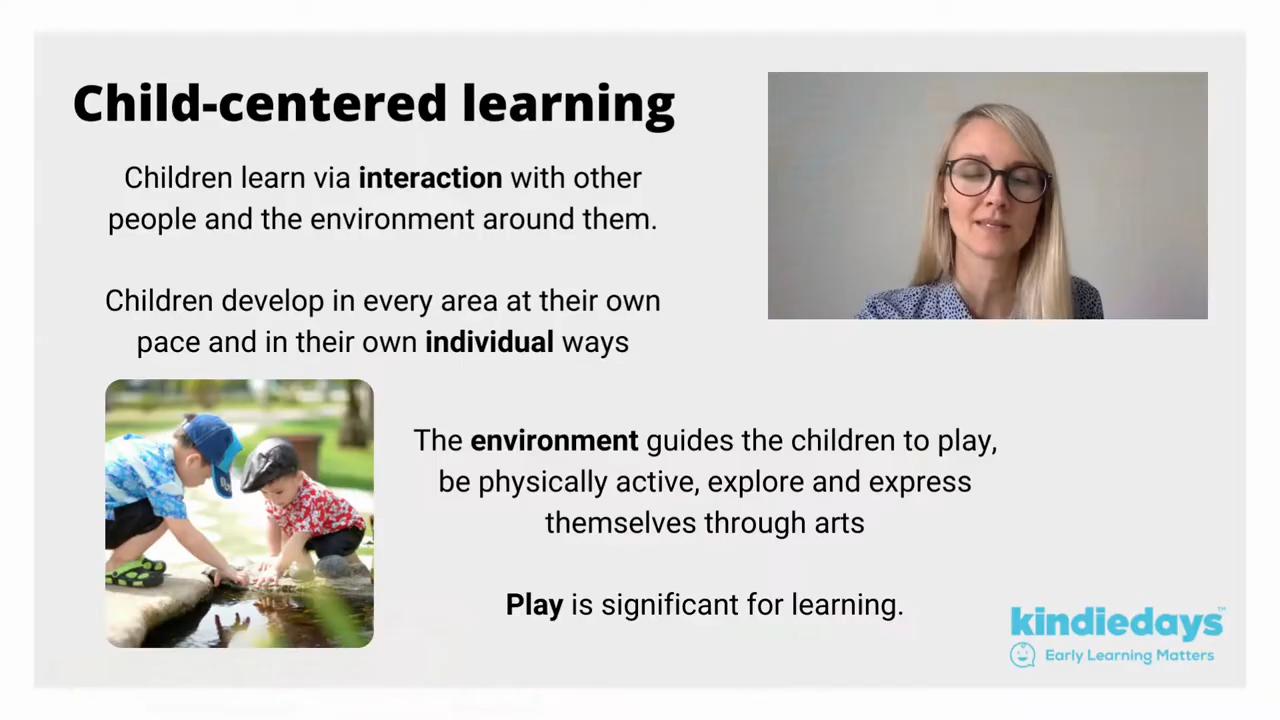 Child-centered learning
Children learn via interaction with other
people and the environment around them.
Children develop in every area at their own
pace and in their own individual ways
The environment guides the children to play,
be physically active, explore and express
themselves through arts
Play is significant for learning.
kindiedays™
Early Learning Matters